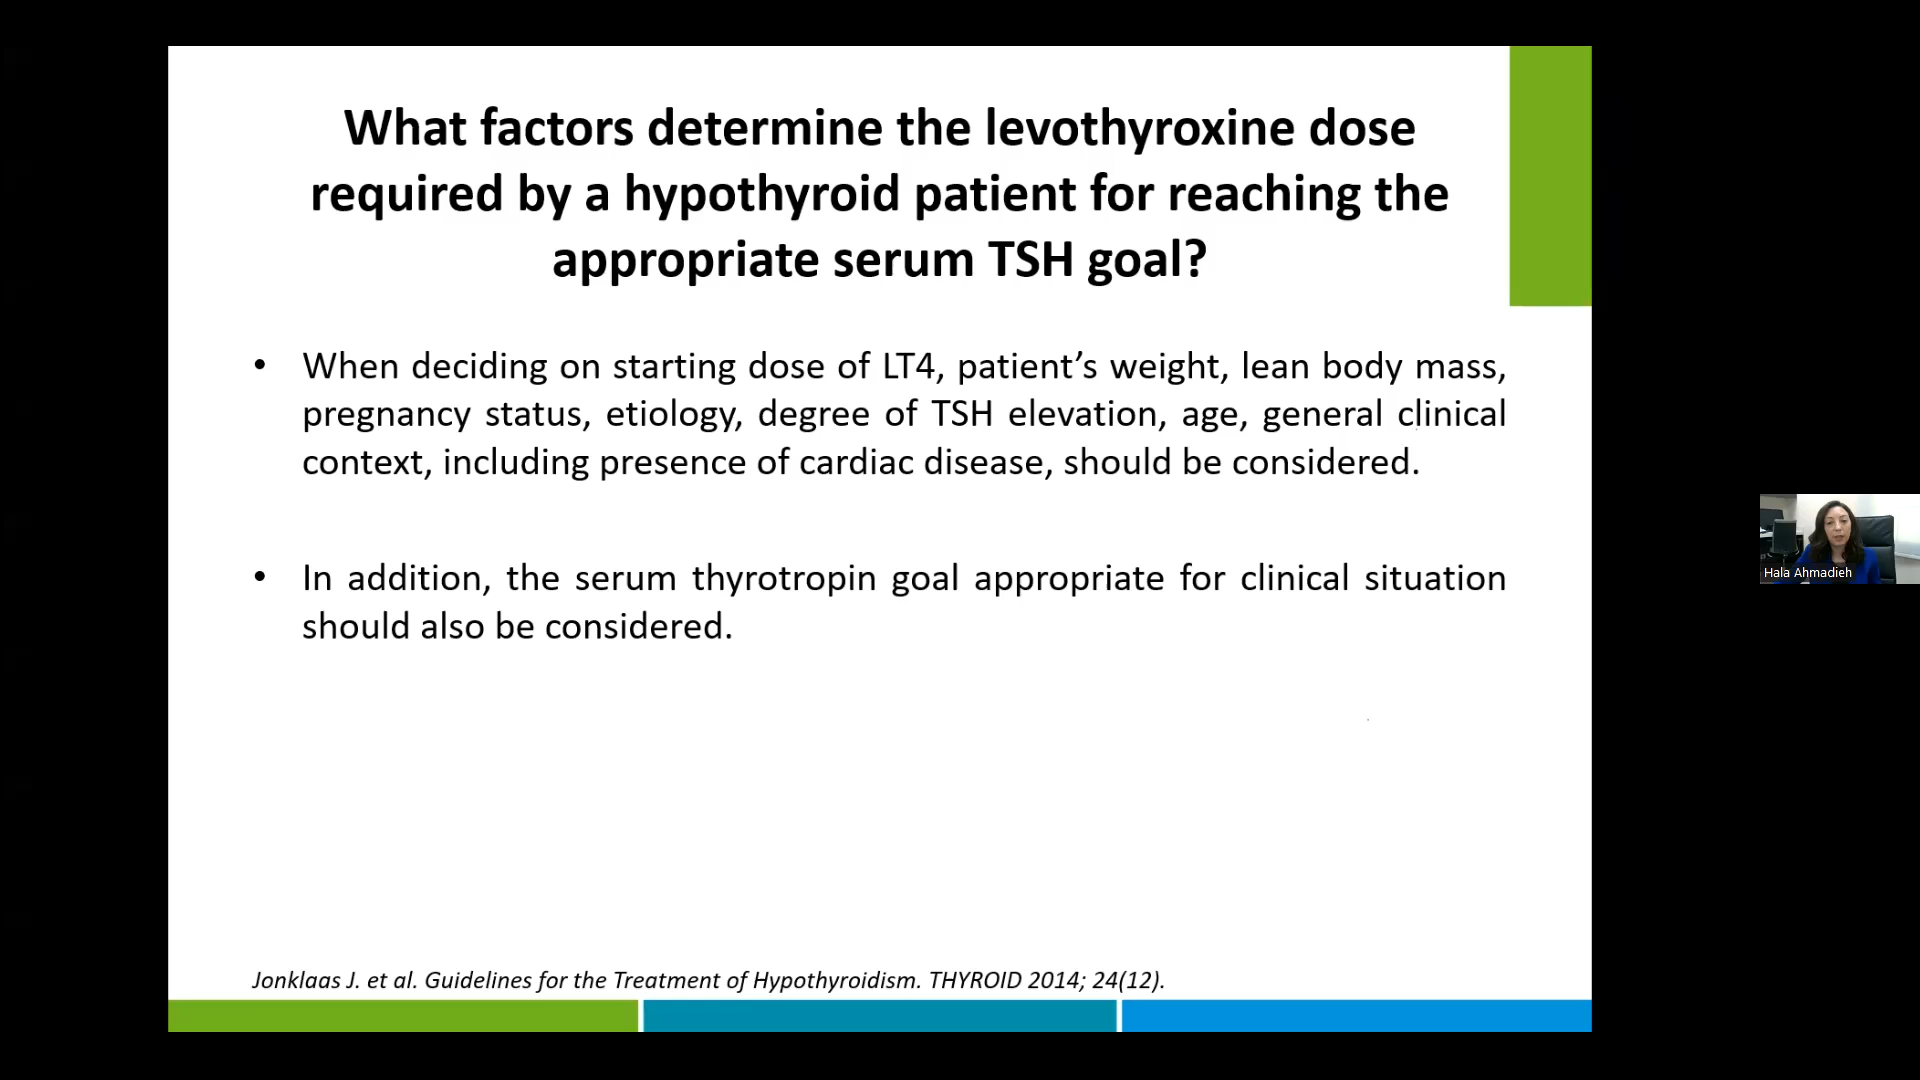 What factors determine the levothyroxine dose
required by a hypothyroid patient for reaching the
appropriate serum TSH goal?
• When deciding on starting dose of LT4, patient’s weight, lean body mass,
pregnancy status, etiology, degree of TSH elevation, age, general clinical
context, including presence of cardiac disease, should be considered.
• In addition, the serum thyrotropin goal appropriate for clinical situation
should also be considered.
Hala Ahmadieh
Jonklaas J. et al. Guidelines for the Treatment of Hypothyroidism. THYROID 2014; 24(12).